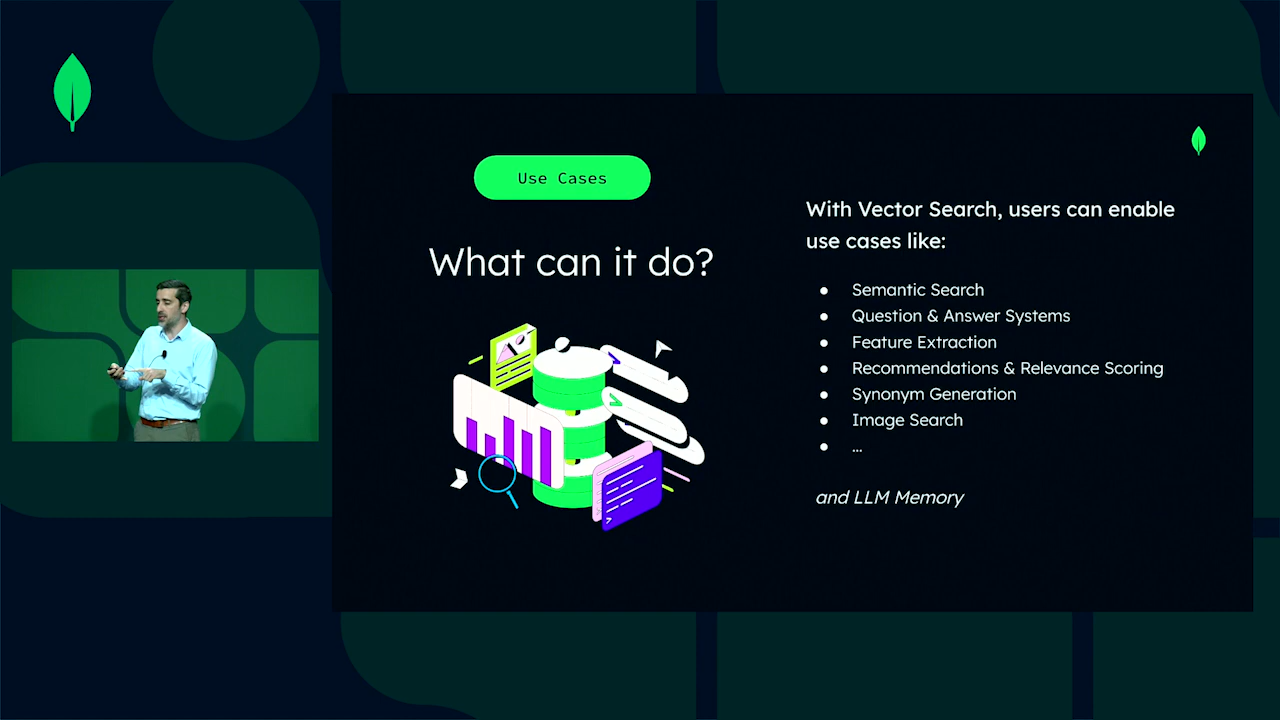 Use Cases
What can it do?
With Vector Search, users can enable
use cases like:
● Semantic Search
● Question & Answer Systems
● Feature Extraction
● Recommendations & Relevance Scoring
● Synonym Generation
● Image Search
● ...
and LLM Memory